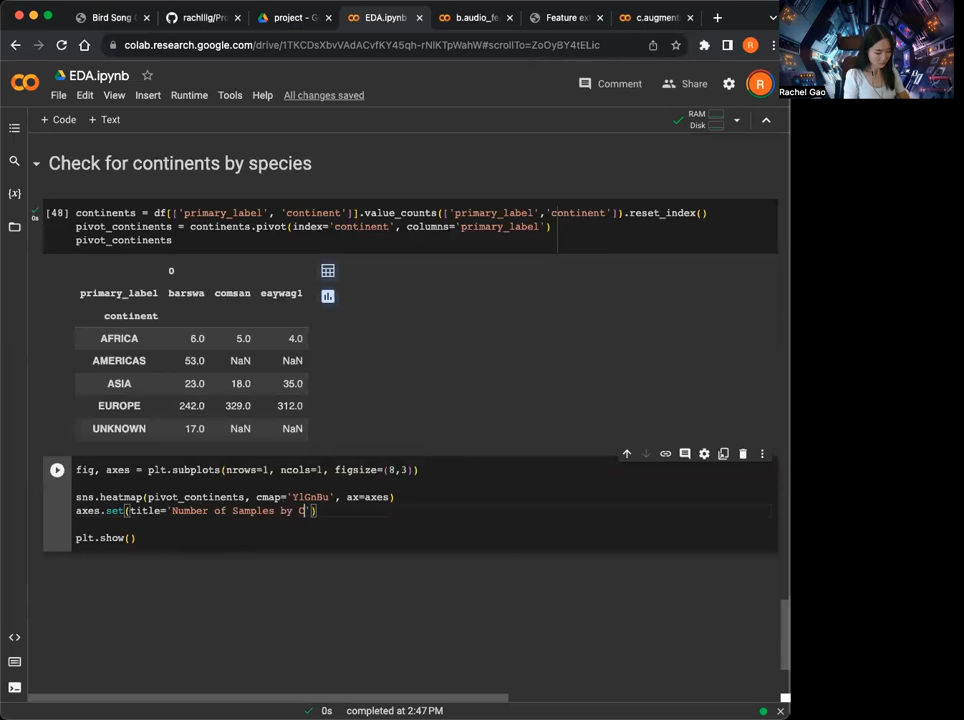 Bird Song C
rachlllg/Pro
project - G
EDA.ipynb
b.audio_fe
Feature ex
c.augment
colab.research.google.com/drive/1TKCDsXbvVAdACvfKY45qh-rNlKTpWahW#scrollTo=ZoOyBY4tELic
R
Rachel Gao
EDA.ipynb
Comment
Share
R
File Edit View Insert Runtime Tools Help All changes saved
+ Code + Text
RAM
Disk
Check for continents by species
[48] continents = df[['primary_label', 'continent']].value_counts(['primary_label','continent']).reset_index()
0s
pivot_continents = continents.pivot(index='continent', columns='primary_label')
pivot_continents
0
primary_label barswa comsan eaywag1
continent
AFRICA 6.0 5.0 4.0
AMERICAS 53.0 NaN NaN
ASIA 23.0 18.0 35.0
EUROPE 242.0 329.0 312.0
UNKNOWN 17.0 NaN NaN
fig, axes = plt.subplots(nrows=1, ncols=1, figsize=(8,3))
sns.heatmap(pivot_continents, cmap='YlGnBu', ax=axes)
axes.set(title='Number of Samples by C')
plt.show()
0s completed at 2:47 PM